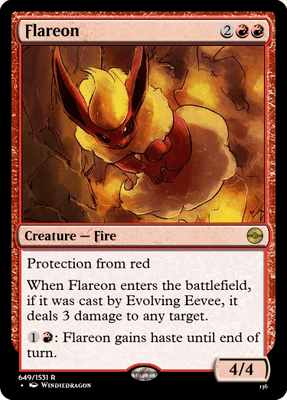 Flareon 2
Creature — Fire
Protection from red
When Flareon enters the battlefield,
if it was cast by Evolving Eevee, it
deals 3 damage to any target.
1 : Flareon gains haste until end of
turn.
4/4
649/1531 R
WINDIEDRAGON
136